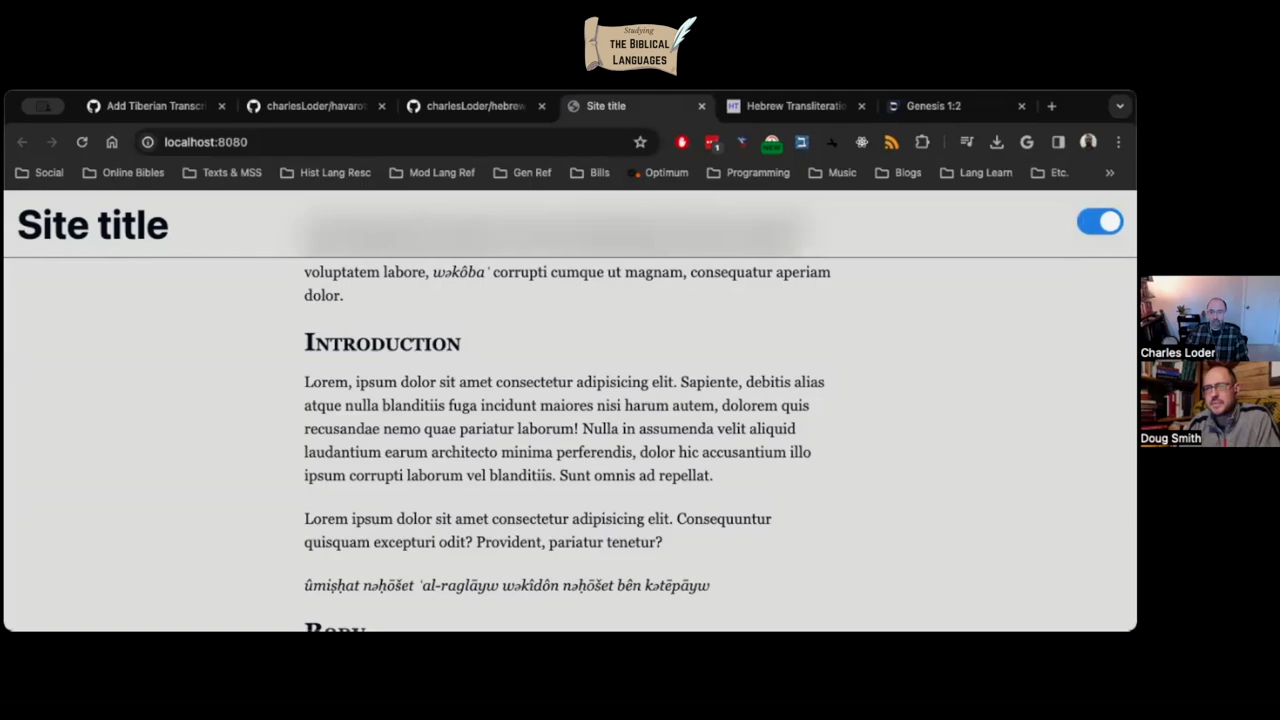 Studying
THE BIBLICAL
LANGUAGES
Add Tiberian Transcri
charlesLoder/havaro
charlesLoder/hebrew
Site title
Hebrew Transliteratio
Genesis 1:2
localhost:8080
1
NEW
Social
Online Bibles
Texts & MSS
Hist Lang Resc
Mod Lang Ref
Gen Ref
Bills
Optimum
Programming
Music
Blogs
Lang Learn
Etc.
Site title
voluptatem labore, wəkôbaʿ corrupti cumque ut magnam, consequatur aperiam
dolor.
INTRODUCTION
Lorem, ipsum dolor sit amet consectetur adipisicing elit. Sapiente, debitis alias
atque nulla blanditiis fuga incidunt maiores nisi harum autem, dolorem quis
recusandae nemo quae pariatur laborum! Nulla in assumenda velit aliquid
laudantium earum architecto minima perferendis, dolor hic accusantium illo
ipsum corrupti laborum vel blanditiis. Sunt omnis ad repellat.
Lorem ipsum dolor sit amet consectetur adipisicing elit. Consequuntur
quisquam excepturi odit? Provident, pariatur tenetur?
ûmiṣḥat nəḥōšet ʿal-raglāyw wəkîdôn nəḥōšet bên kətēpāyw
BODY
Charles Loder
Doug Smith